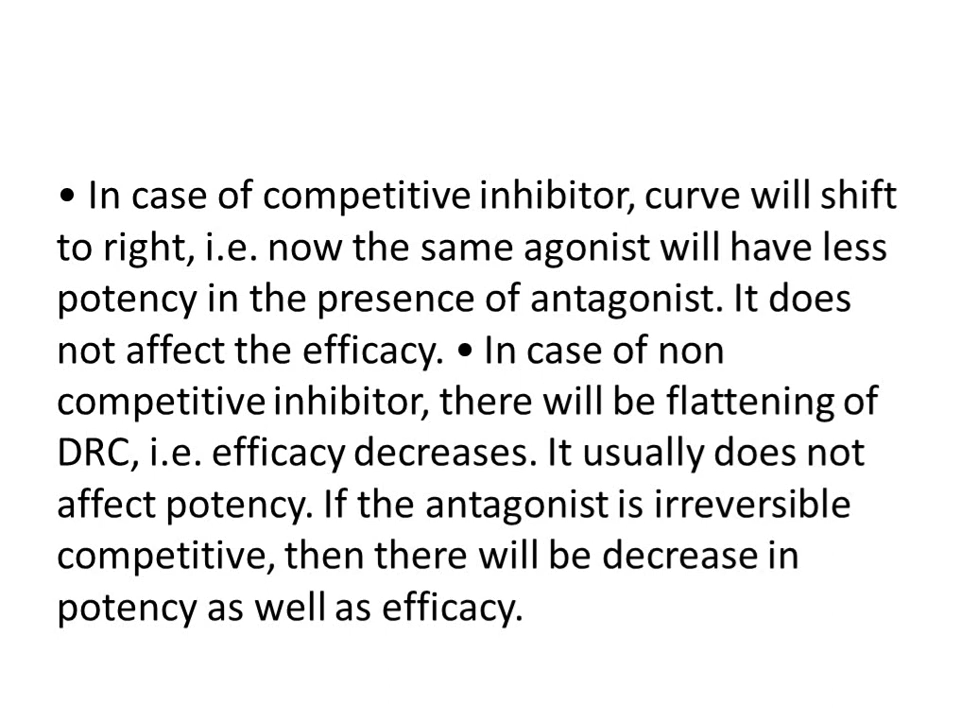 • In case of competitive inhibitor, curve will shift
to right, i.e. now the same agonist will have less
potency in the presence of antagonist. It does
not affect the efficacy. • In case of non
competitive inhibitor, there will be flattening of
DRC, i.e. efficacy decreases. It usually does not
affect potency. If the antagonist is irreversible
competitive, then there will be decrease in
potency as well as efficacy.